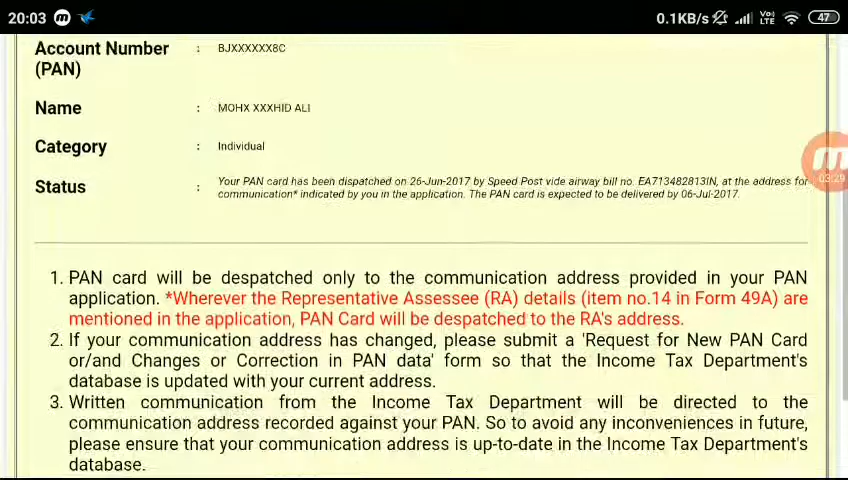 20:03 0.1KB/s VoI LTE 47
Account Number : BJXXXXXX8C
(PAN)
Name : MOHX XXXHID ALI
Category : Individual
Status : Your PAN card has been dispatched on 26-Jun-2017 by Speed Post vide airway bill no. EA713482813IN, at the address for
communication* indicated by you in the application. The PAN card is expected to be delivered by 06-Jul-2017.
03:29
1. PAN card will be despatched only to the communication address provided in your PAN
application. *Wherever the Representative Assessee (RA) details (item no.14 in Form 49A) are
mentioned in the application, PAN Card will be despatched to the RA's address.
2. If your communication address has changed, please submit a 'Request for New PAN Card
or/and Changes or Correction in PAN data' form so that the Income Tax Department's
database is updated with your current address.
3. Written communication from the Income Tax Department will be directed to the
communication address recorded against your PAN. So to avoid any inconveniences in future,
please ensure that your communication address is up-to-date in the Income Tax Department's
database.